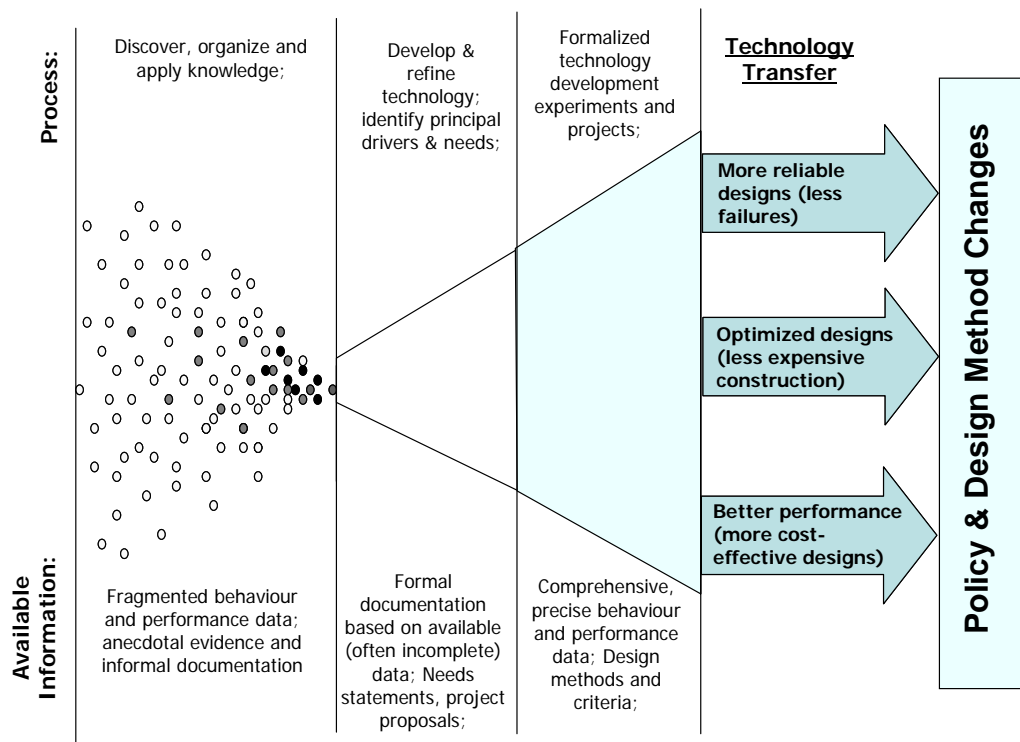 Process:
Discover, organize and
apply knowledge;
Develop &
refine
technology;
identify principal
drivers & needs;
Formalized
technology
development
experiments and
projects;
Technology
Transfer
More reliable
designs (less
failures)
Optimized designs
(less expensive
construction)
Better performance
(more cost-
effective designs)
Policy & Design Method Changes
Available
Information:
Fragmented behaviour
and performance data;
anecdotal evidence and
informal documentation
Formal
documentation
based on available
(often incomplete)
data; Needs
statements, project
proposals;
Comprehensive,
precise behaviour
and performance
data; Design
methods and
criteria;